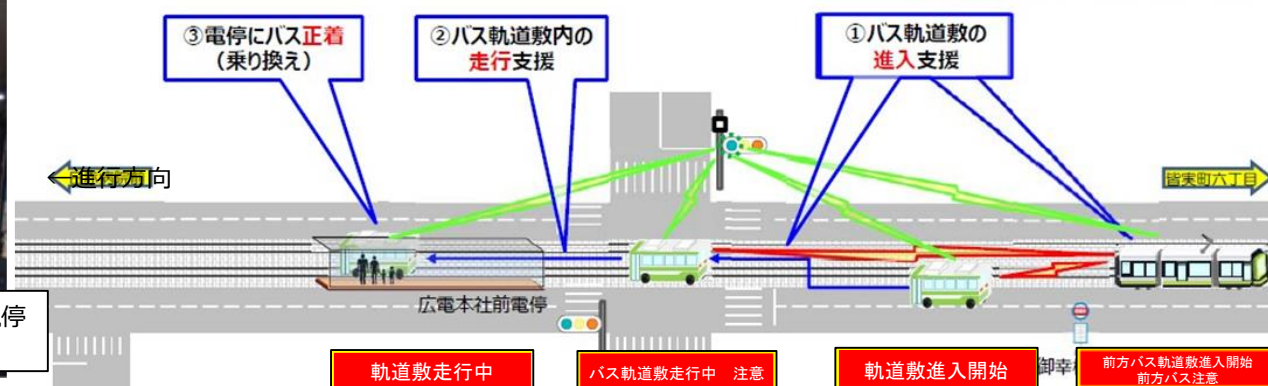 ③電停にバス正着
(乗り換え)
②バス軌道敷内の
走行支援
①バス軌道敷の
進入支援
←進行方向
皆実町六丁目
広電本社前電停
停
軌道敷走行中
バス軌道敷走行中 注意
軌道敷進入開始
御幸
前方バス軌道敷進入開始
前方バス注意